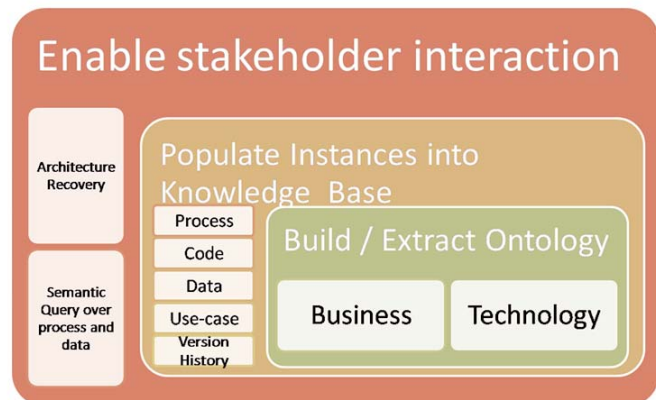 Enable stakeholder interaction
Architecture
Recovery
Semantic
Query over
process and
data
Populate Instances into
Knowledge Base
Process
Code
Data
Use-case
Version
History
Build / Extract Ontology
Business
Technology